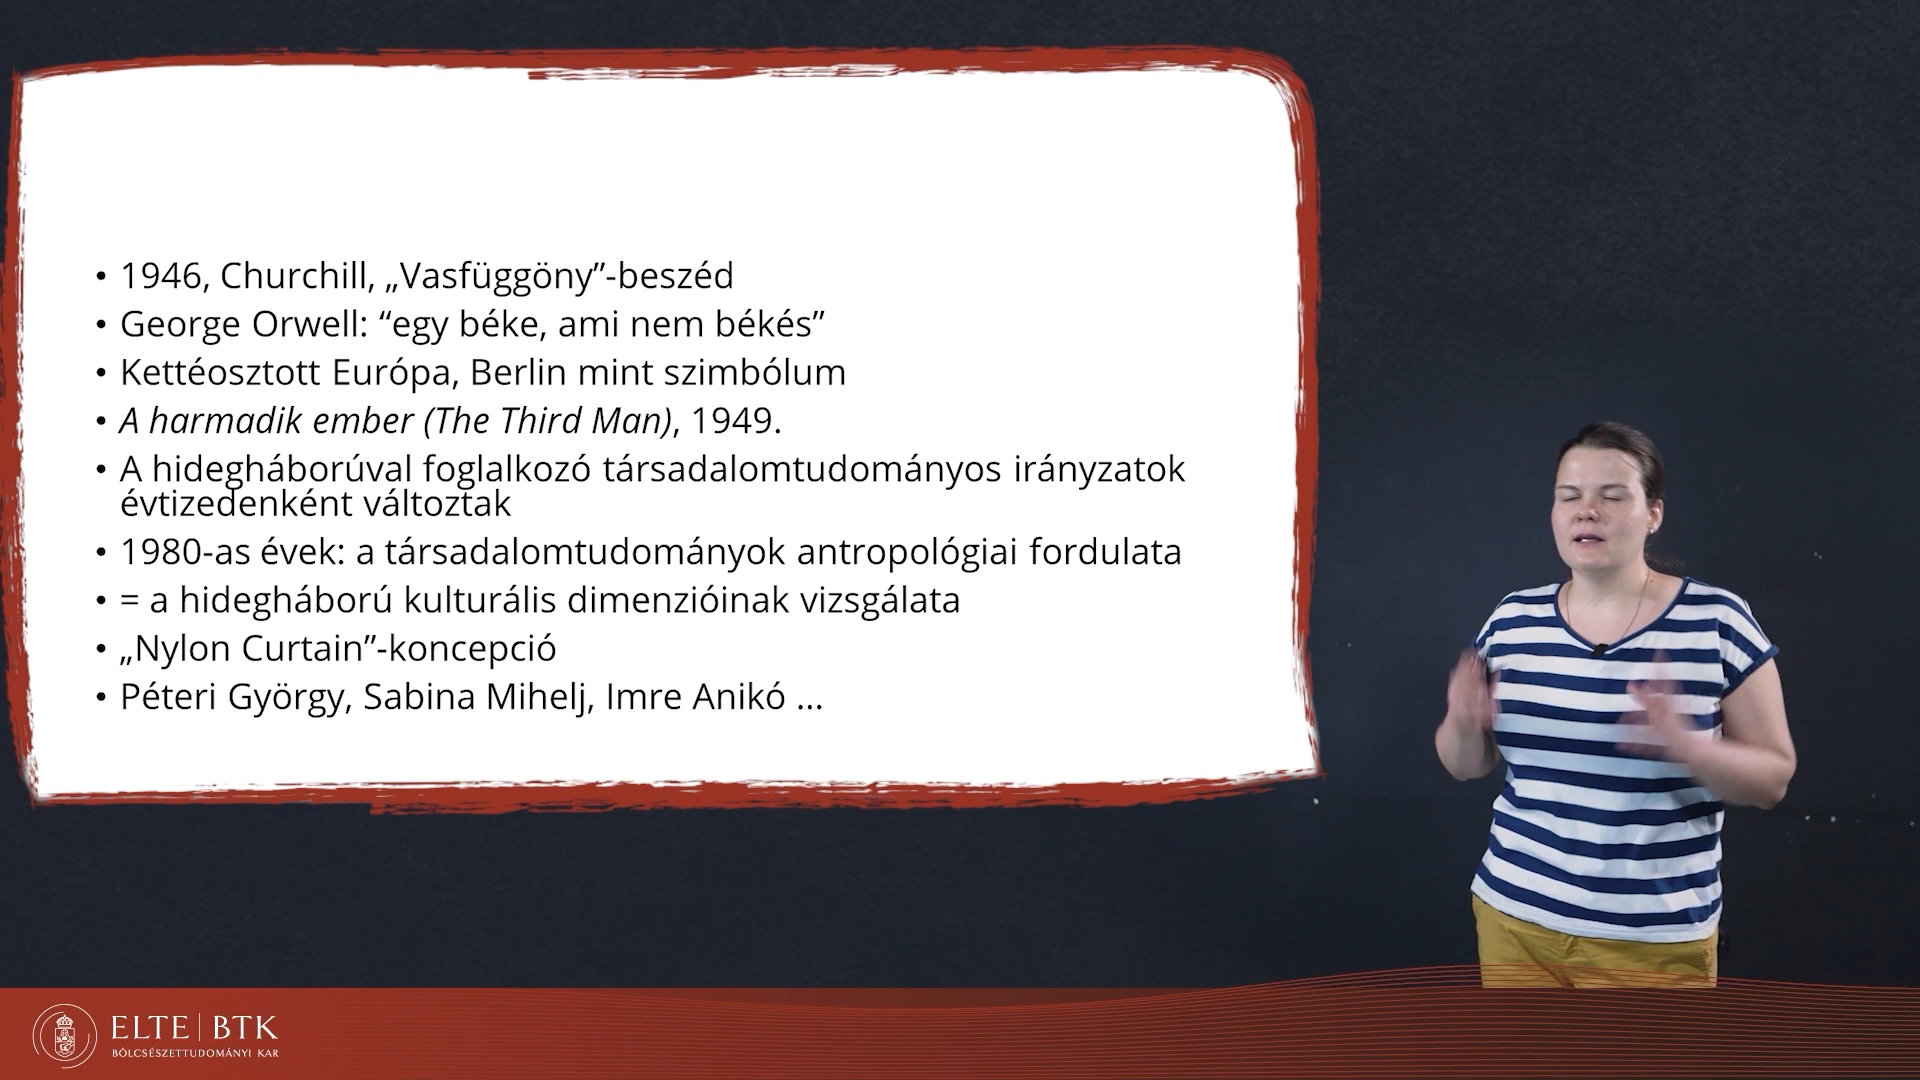 • 1946, Churchill, „Vasfüggöny”-beszéd
• George Orwell: “egy béke, ami nem békés”
• Kettéosztott Európa, Berlin mint szimbólum
• A harmadik ember (The Third Man), 1949.
• A hidegháborúval foglalkozó társadalomtudományos irányzatok
évtizedenként változtak
• 1980-as évek: a társadalomtudományok antropológiai fordulata
• = a hidegháború kulturális dimenzióinak vizsgálata
• „Nylon Curtain”-koncepció
• Péteri György, Sabina Mihelj, Imre Anikó ...
ELTE | BTK
BÖLCSÉSZETTUDOMÁNYI KAR